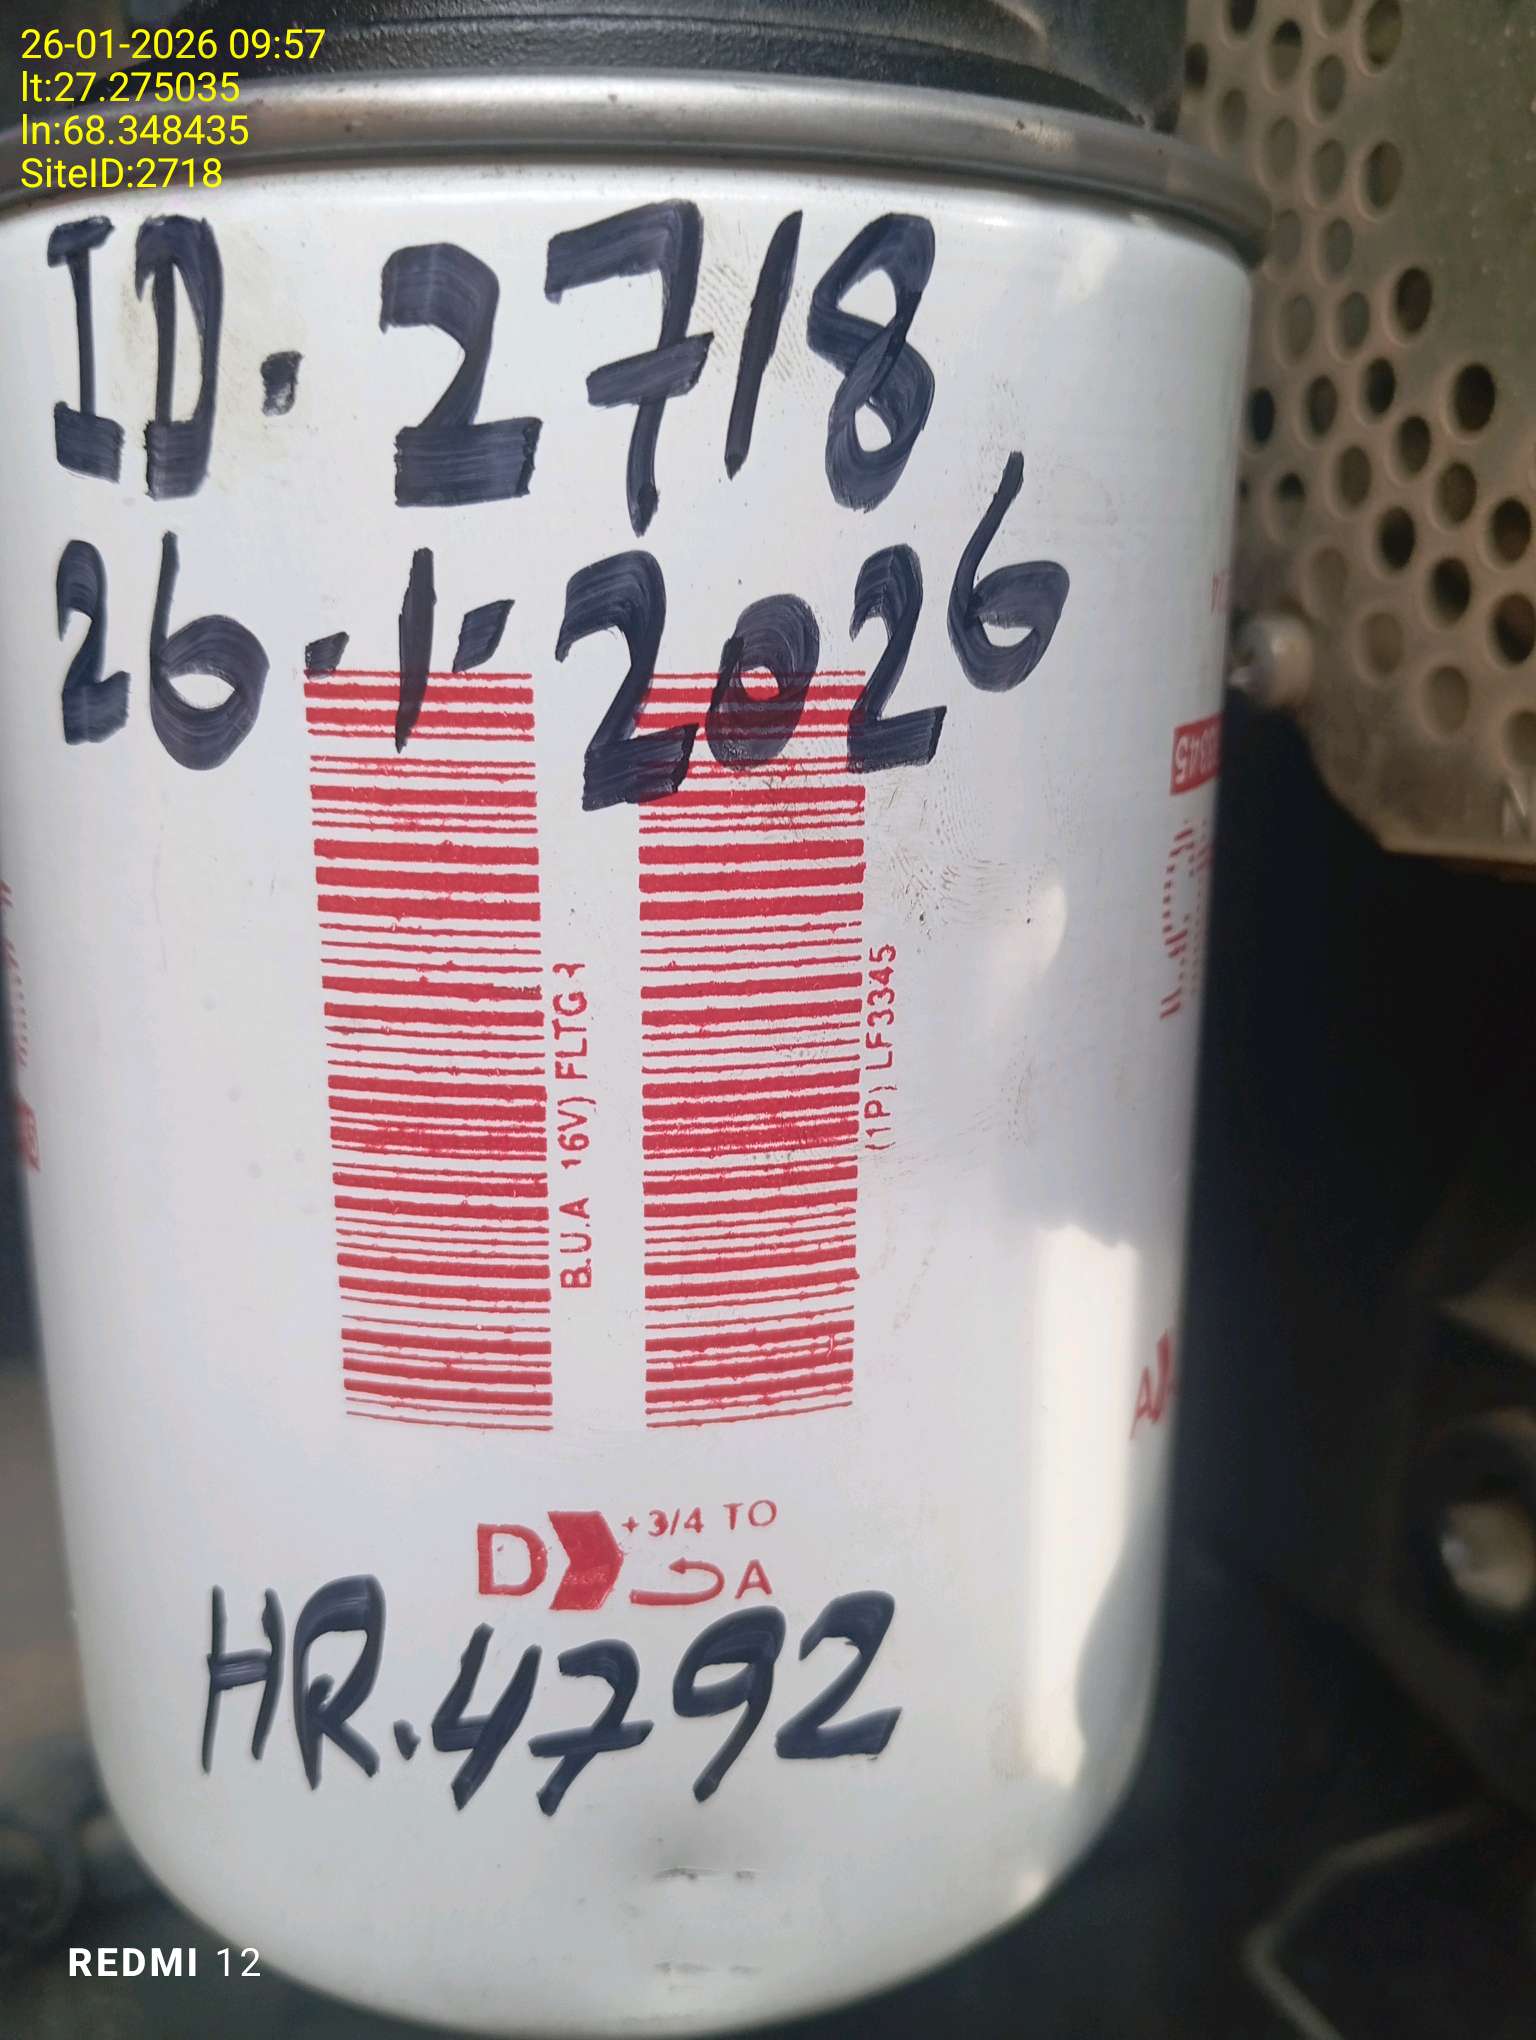 26-01-2026 09:57
lt:27.275035
ln:68.348435
SiteID:2718
ID. 2718
26.1.2026
B.U.A 16V) FLTG
(1P) LF3345
D +3/4 TO
A
HR.4792
REDMI 12